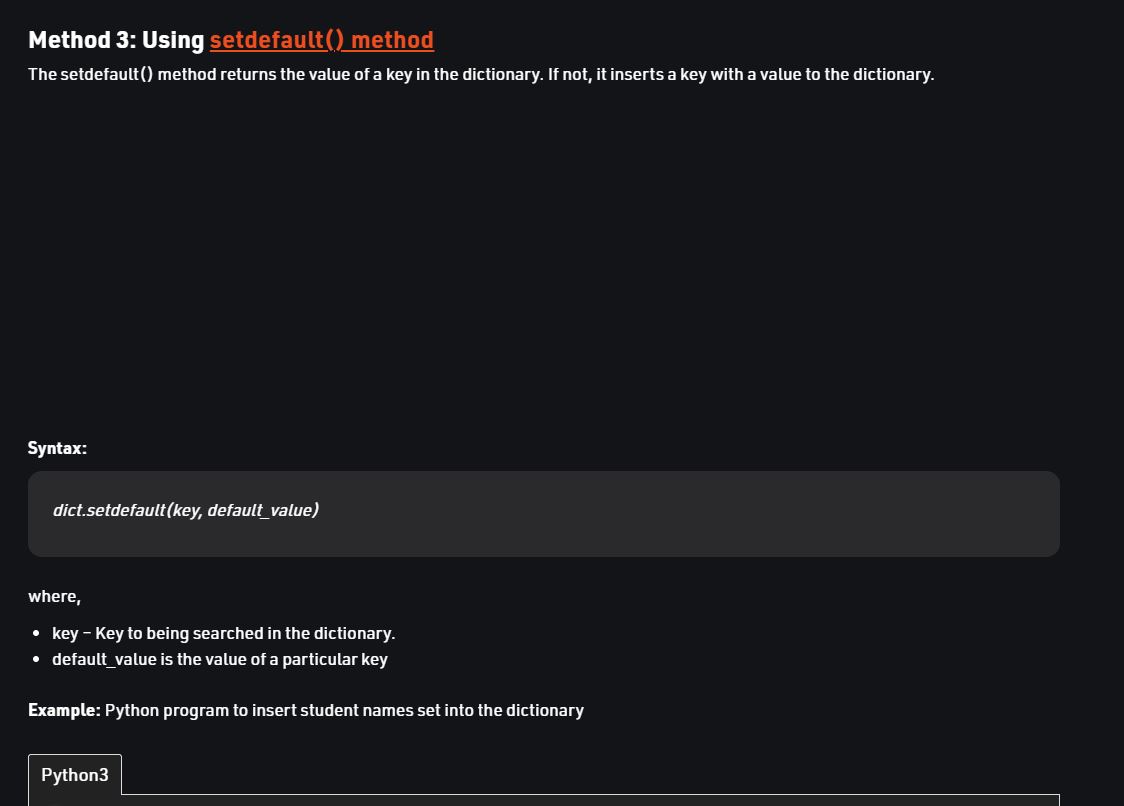 Method 3: Using setdefault() method
The setdefault() method returns the value of a key in the dictionary. If not, it inserts a key with a value to the dictionary.
Syntax:
dict.setdefault(key, default_value)
where,
• key – Key to being searched in the dictionary.
• default_value is the value of a particular key
Example: Python program to insert student names set into the dictionary
Python3